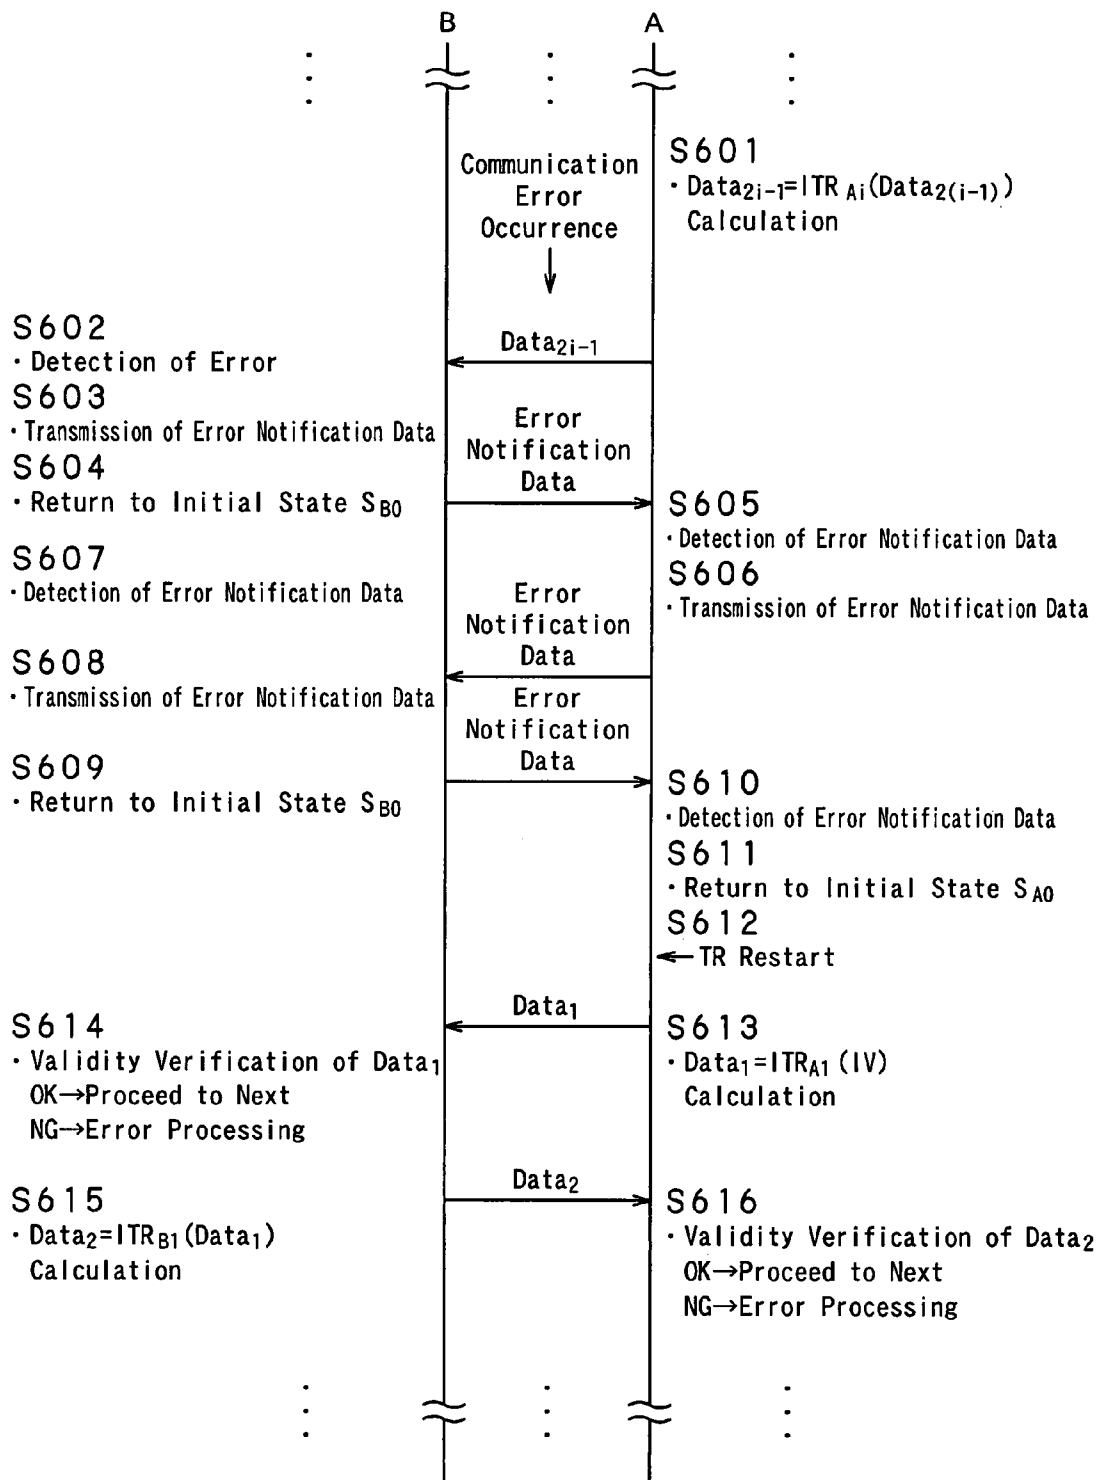 B
A
Communication
Error
Occurrence
S601
・Data2i-1=ITR Ai(Data2(i-1))
Calculation
Data2i-1
S602
・Detection of Error
S603
・Transmission of Error Notification Data
S604
・Return to Initial State SB0
Error
Notification
Data
S605
・Detection of Error Notification Data
S606
・Transmission of Error Notification Data
S607
・Detection of Error Notification Data
Error
Notification
Data
S608
・Transmission of Error Notification Data
Error
Notification
Data
S609
・Return to Initial State SB0
S610
・Detection of Error Notification Data
S611
・Return to Initial State SA0
S612
←TR Restart
Data1
S613
・Data1=ITRA1(IV)
Calculation
S614
・Validity Verification of Data1
OK→Proceed to Next
NG→Error Processing
Data2
S615
・Data2=ITRB1(Data1)
Calculation
S616
・Validity Verification of Data2
OK→Proceed to Next
NG→Error Processing